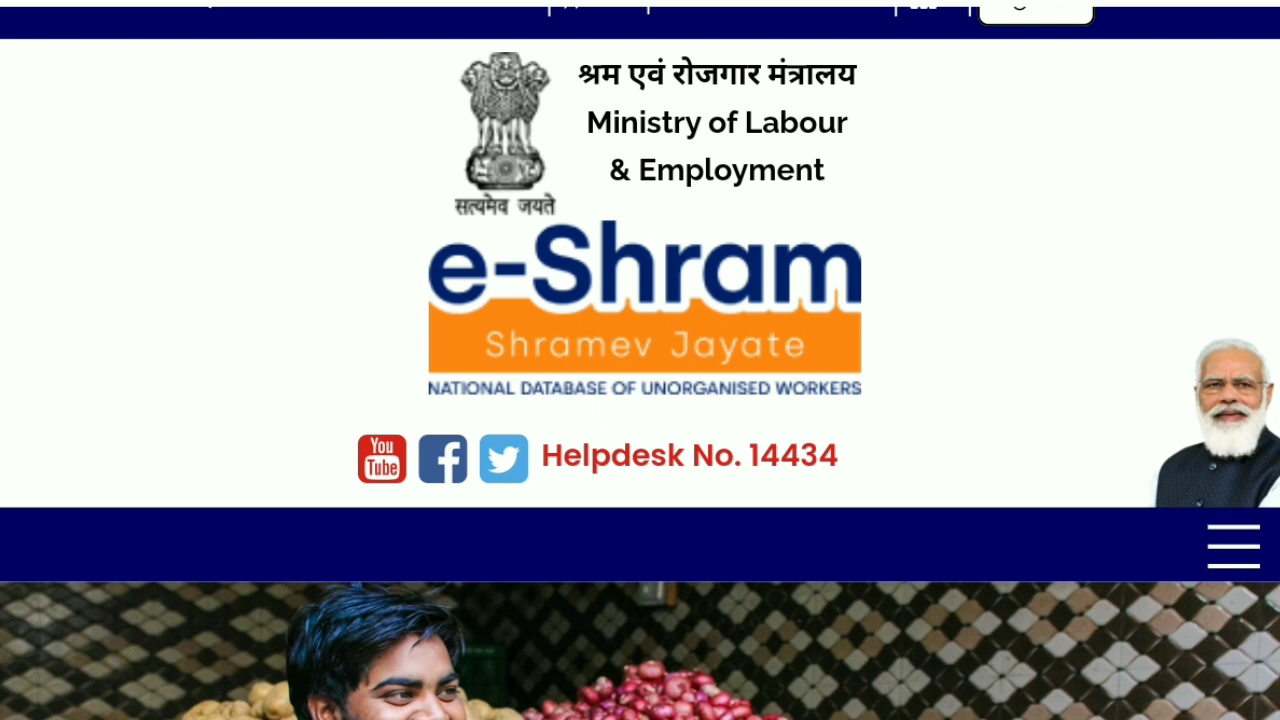 श्रम एवं रोजगार मंत्रालय
Ministry of Labour
& Employment
सत्यमेव जयते
e-Shram
Shramev Jayate
NATIONAL DATABASE OF UNORGANISED WORKERS
You Tube
Helpdesk No. 14434